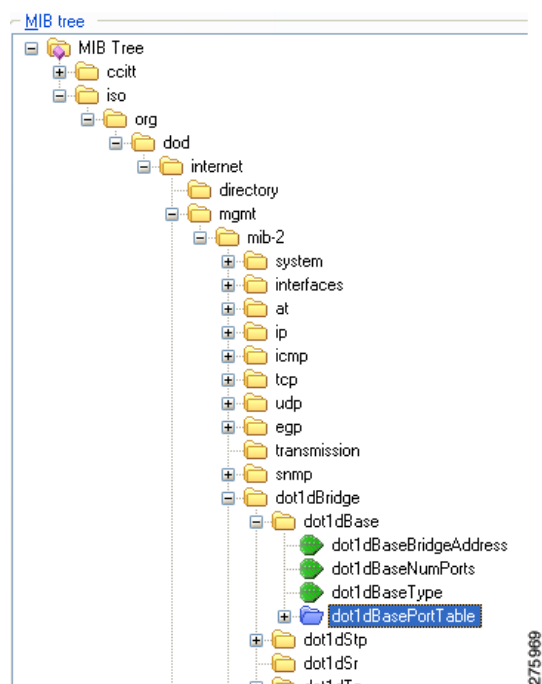 MIB tree
MIB Tree
ccitt
iso
org
dod
internet
directory
mgmt
mib-2
system
interfaces
at
ip
icmp
tcp
udp
egp
transmission
snmp
dot1dBridge
dot1dBase
dot1dBaseBridgeAddress
dot1dBaseNumPorts
dot1dBaseType
dot1dBasePortTable
dot1dStp
dot1dSr
275969